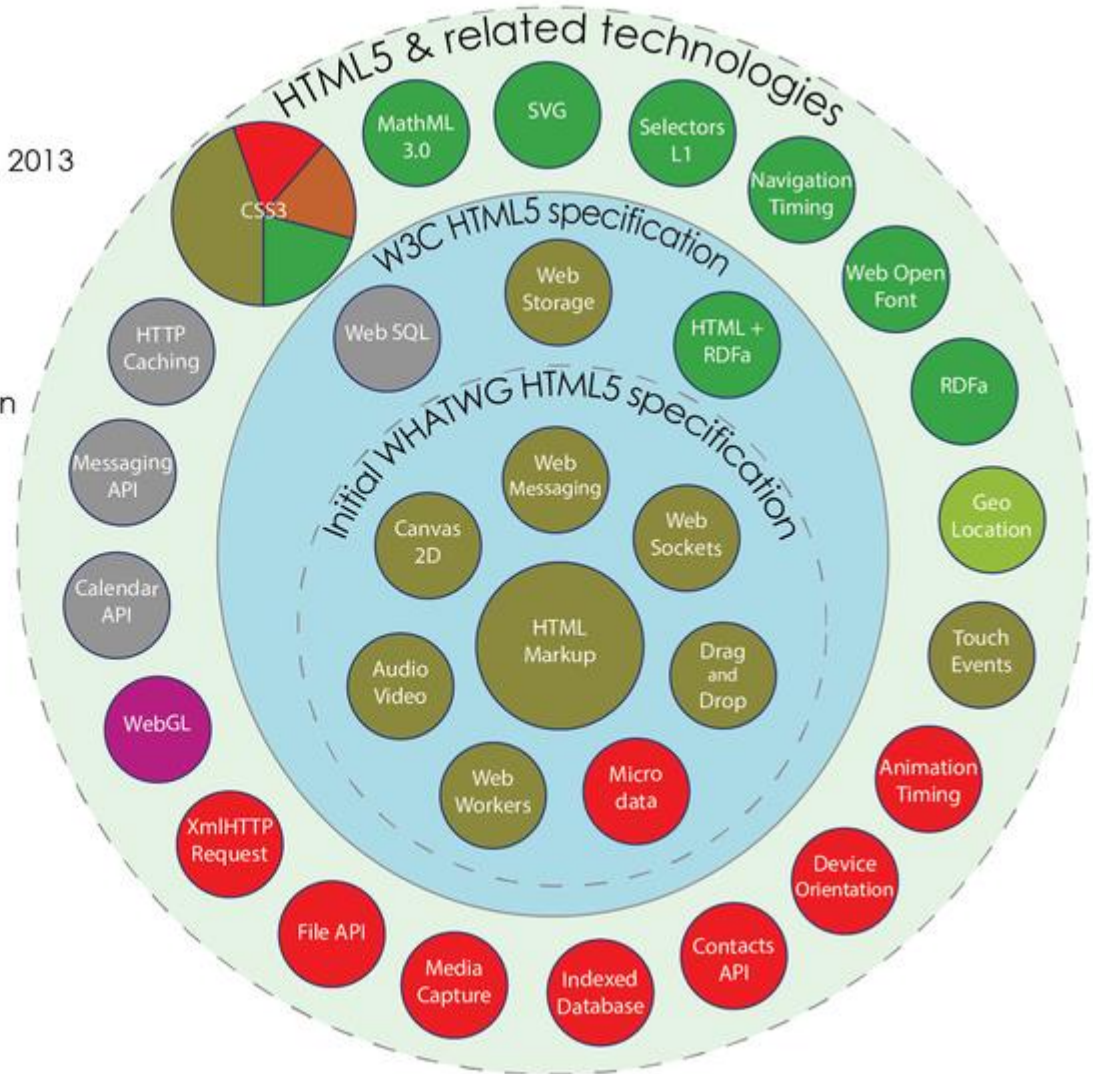 HTML5 & related technologies
2013
n
MathML
3.0
SVG
Selectors
L1
Navigation
Timing
CSS3
Web Open
Font
RDFa
Geo
Location
Touch
Events
Animation
Timing
Device
Orientation
Contacts
API
Indexed
Database
Media
Capture
File API
XmlHTTP
Request
WebGL
Calendar
API
Messaging
API
HTTP
Caching
W3C HTML5 specification
Web SQL
Web
Storage
HTML +
RDFa
Initial WHATWG HTML5 specification
Web
Messaging
Canvas
2D
Web
Sockets
HTML
Markup
Audio
Video
Drag
and
Drop
Web
Workers
Micro
data